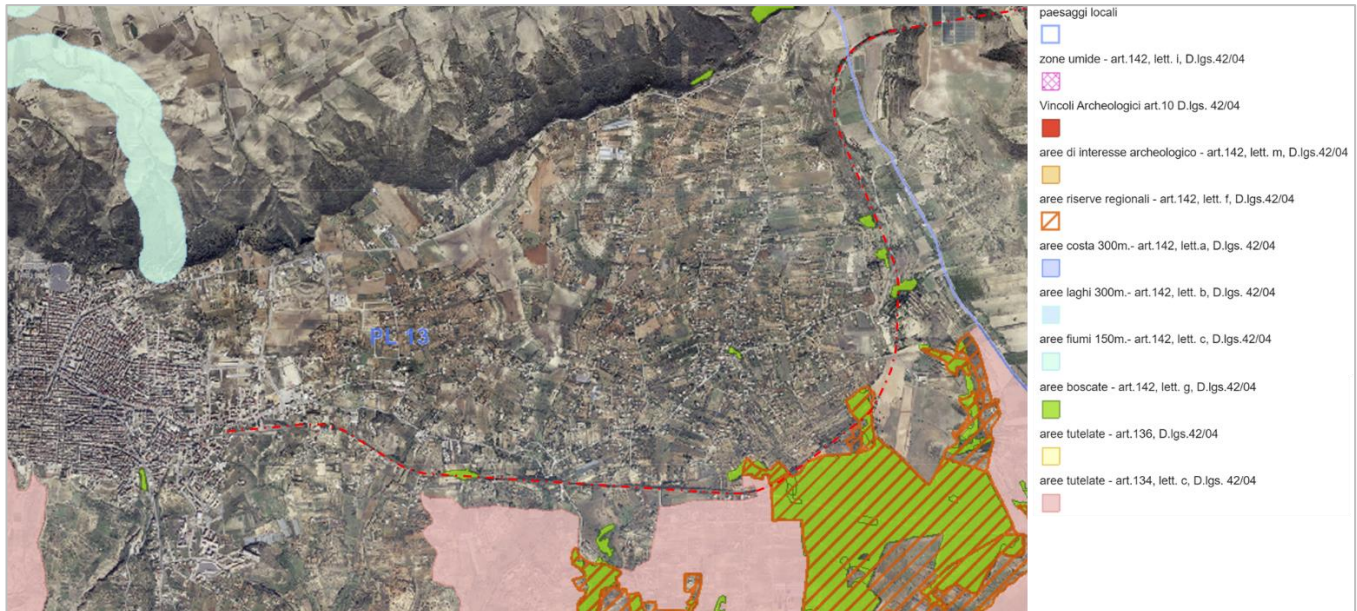 paesaggi locali
zone umide - art.142, lett. i, D.lgs.42/04
Vincoli Archeologici art.10 D.lgs. 42/04
aree di interesse archeologico - art.142, lett. m, D.lgs.42/04
aree riserve regionali - art.142, lett. f, D.lgs.42/04
aree costa 300m.- art.142, lett.a, D.lgs. 42/04
aree laghi 300m.- art.142, lett. b, D.lgs. 42/04
aree fiumi 150m.- art.142, lett. c, D.lgs.42/04
aree boscate - art.142, lett. g, D.lgs.42/04
aree tutelate - art.136, D.lgs.42/04
aree tutelate - art.134, lett. c, D.lgs. 42/04
PL 13